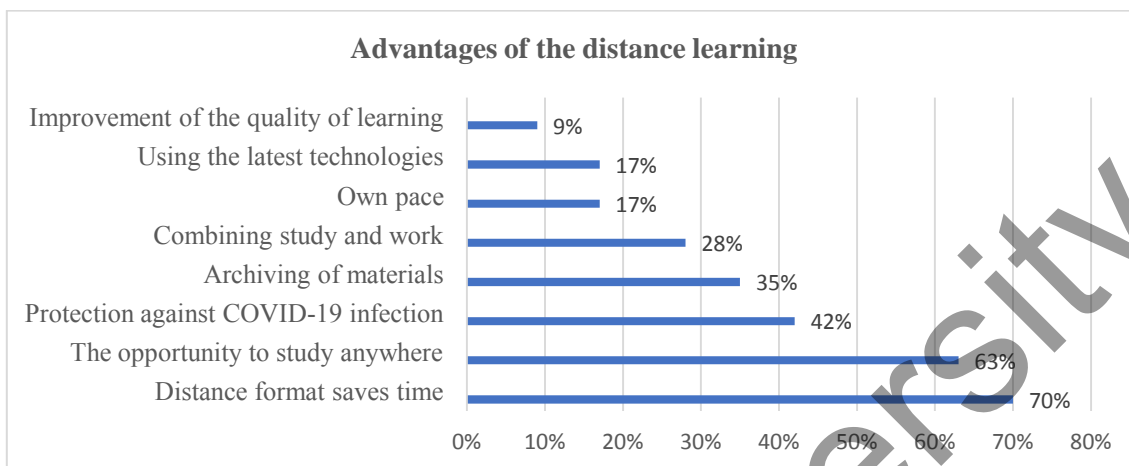 Advantages of the distance learning
Improvement of the quality of learning 9%
Using the latest technologies 17%
Own pace 17%
Combining study and work 28%
Archiving of materials 35%
Protection against COVID-19 infection 42%
The opportunity to study anywhere 63%
Distance format saves time 70%
0% 10% 20% 30% 40% 50% 60% 70% 80%
ersity